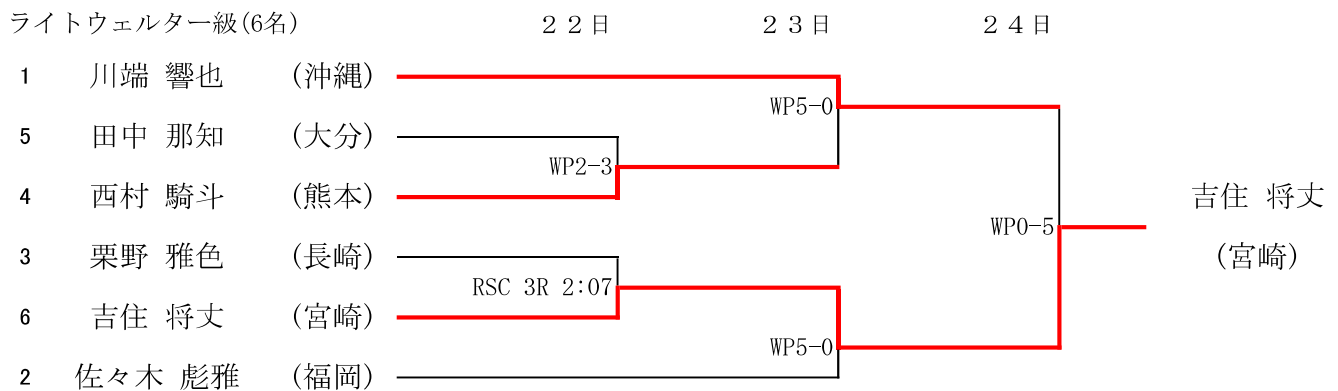 ライトウェルター級(6名) 22日 23日 24日
1 川端 響也 (沖縄)
WP5-0
5 田中 那知 (大分)
WP2-3
4 西村 騎斗 (熊本)
吉住 将丈
WP0-5
3 栗野 雅色 (長崎)
(宮崎)
RSC 3R 2:07
6 吉住 将丈 (宮崎)
WP5-0
2 佐々木 彪雅 (福岡)